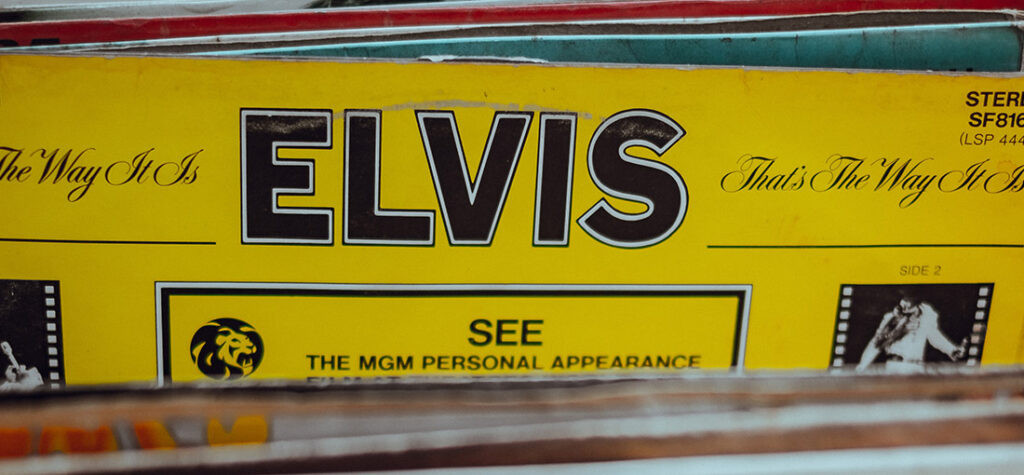 The Way It Is
ELVIS
That's The Way It Is
STERE
SF816
(LSP 444
SIDE 2
SEE
THE MGM PERSONAL APPEARANCE